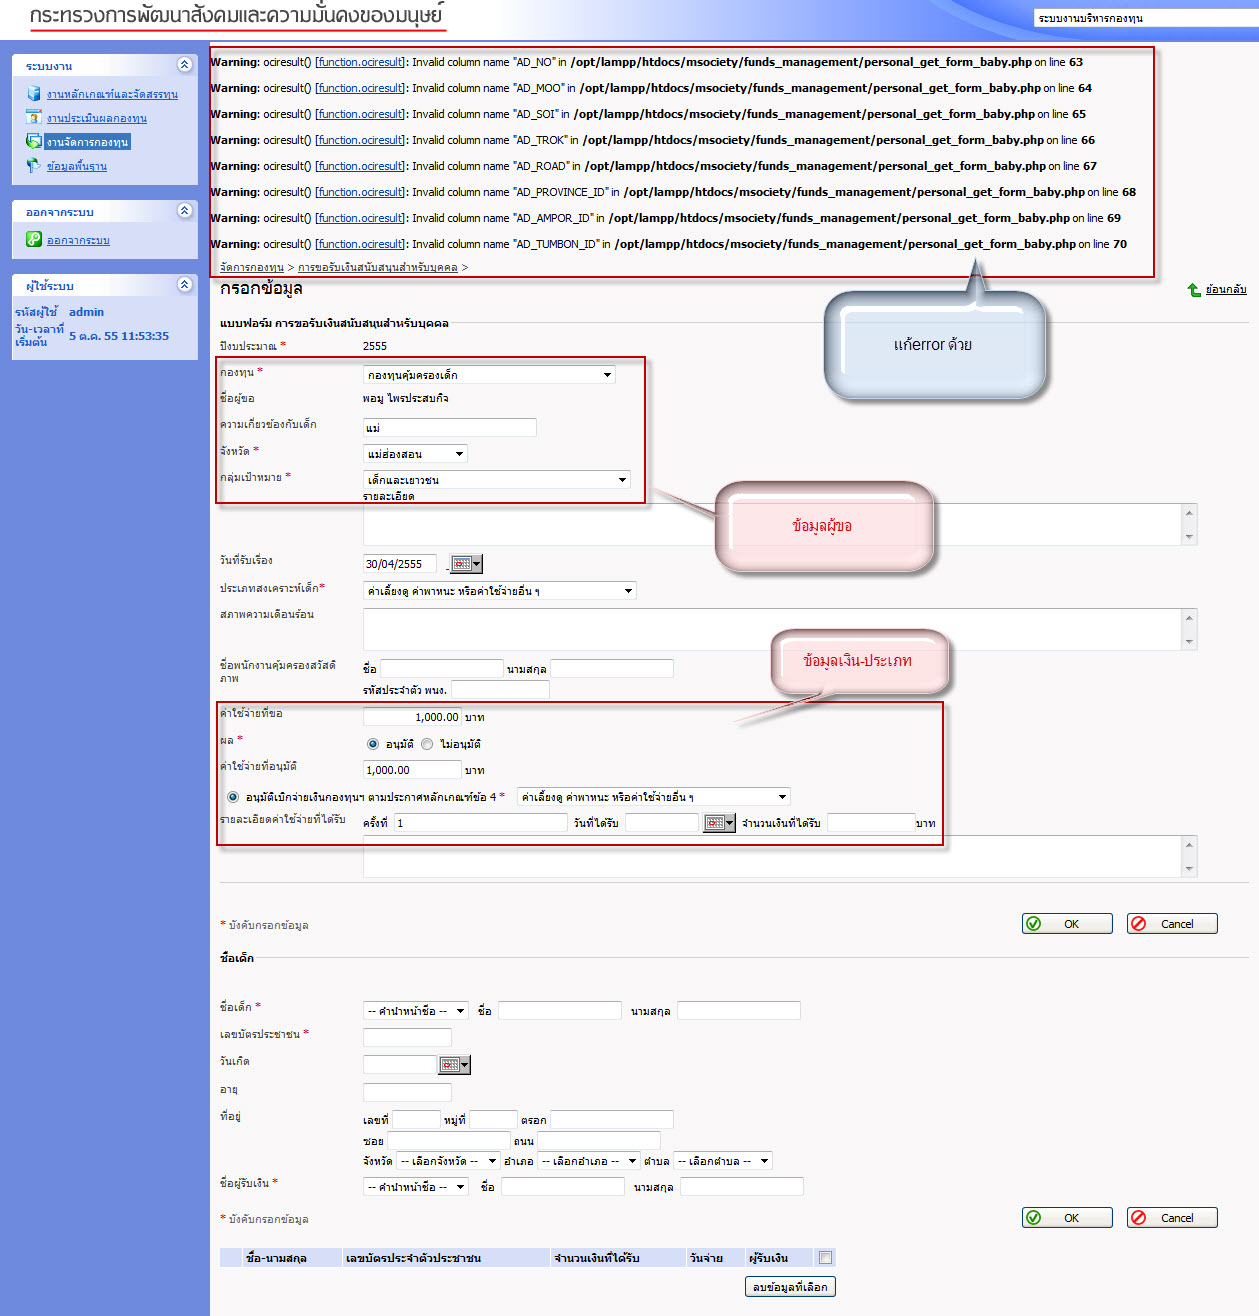 กระทรวงการพัฒนาสังคมและความมั่นคงของมนุษย์
ระบบงานบริหารกองทุน
ระบบงาน
งานหลักเกณฑ์และจัดสรรทุน
งานประเมินผลกองทุน
งานจัดการกองทุน
ข้อมูลพื้นฐาน
ออกจากระบบ
ออกจากระบบ
ผู้ใช้ระบบ
รหัสผู้ใช้ admin
วัน-เวลาที่เริ่มต้น 5 ต.ค. 55 11:53:35
Warning: ociresult() [function.ociresult]: Invalid column name "AD_NO" in /opt/lampp/htdocs/msociety/funds_management/personal_get_form_baby.php on line 63
Warning: ociresult() [function.ociresult]: Invalid column name "AD_MOO" in /opt/lampp/htdocs/msociety/funds_management/personal_get_form_baby.php on line 64
Warning: ociresult() [function.ociresult]: Invalid column name "AD_SOI" in /opt/lampp/htdocs/msociety/funds_management/personal_get_form_baby.php on line 65
Warning: ociresult() [function.ociresult]: Invalid column name "AD_TROK" in /opt/lampp/htdocs/msociety/funds_management/personal_get_form_baby.php on line 66
Warning: ociresult() [function.ociresult]: Invalid column name "AD_ROAD" in /opt/lampp/htdocs/msociety/funds_management/personal_get_form_baby.php on line 67
Warning: ociresult() [function.ociresult]: Invalid column name "AD_PROVINCE_ID" in /opt/lampp/htdocs/msociety/funds_management/personal_get_form_baby.php on line 68
Warning: ociresult() [function.ociresult]: Invalid column name "AD_AMPOR_ID" in /opt/lampp/htdocs/msociety/funds_management/personal_get_form_baby.php on line 69
Warning: ociresult() [function.ociresult]: Invalid column name "AD_TUMBON_ID" in /opt/lampp/htdocs/msociety/funds_management/personal_get_form_baby.php on line 70
จัดการกองทุน > การขอรับเงินสนับสนุนสำหรับบุคคล >
กรอกข้อมูล
ย้อนกลับ
แก้error ด้วย
แบบฟอร์ม การขอรับเงินสนับสนุนสำหรับบุคคล
ปีงบประมาณ * 2555
กองทุน * กองทุนคุ้มครองเด็ก
ชื่อผู้ขอ พอมู ไพรประสบกิจ
ความเกี่ยวข้องกับเด็ก แม่
จังหวัด * แม่ฮ่องสอน
กลุ่มเป้าหมาย * เด็กและเยาวชน
รายละเอียด
ข้อมูลผู้ขอ
วันที่รับเรื่อง 30/04/2555
ประเภทสงเคราะห์เด็ก* ค่าเลี้ยงดู ค่าพาหนะ หรือค่าใช้จ่ายอื่น ๆ
สภาพความเดือนร้อน
ข้อมูลเงิน-ประเภท
ชื่อพนักงานคุ้มครองสวัสดิภาพ ชื่อ นามสกุล
รหัสประจำตัว พนง.
ค่าใช้จ่ายที่ขอ 1,000.00 บาท
ผล * อนุมัติ ไม่อนุมัติ
ค่าใช้จ่ายที่อนุมัติ 1,000.00 บาท
อนุมัติเบิกจ่ายเงินกองทุนฯ ตามประกาศหลักเกณฑ์ข้อ 4 * ค่าเลี้ยงดู ค่าพาหนะ หรือค่าใช้จ่ายอื่น ๆ
รายละเอียดค่าใช้จ่ายที่ได้รับ ครั้งที่ 1 วันที่ได้รับ จำนวนเงินที่ได้รับ บาท
* บังคับกรอกข้อมูล
OK Cancel
ชื่อเด็ก
ชื่อเด็ก * -- คำนำหน้าชื่อ -- ชื่อ นามสกุล
เลขบัตรประชาชน *
วันเกิด
อายุ
ที่อยู่ เลขที่ หมู่ที่ ตรอก
ซอย ถนน
จังหวัด -- เลือกจังหวัด -- อำเภอ -- เลือกอำเภอ -- ตำบล -- เลือกตำบล --
ชื่อผู้รับเงิน * -- คำนำหน้าชื่อ -- ชื่อ นามสกุล
* บังคับกรอกข้อมูล
OK Cancel
ชื่อ-นามสกุล เลขบัตรประจำตัวประชาชน จำนวนเงินที่ได้รับ วันจ่าย ผู้รับเงิน
ลบข้อมูลที่เลือก